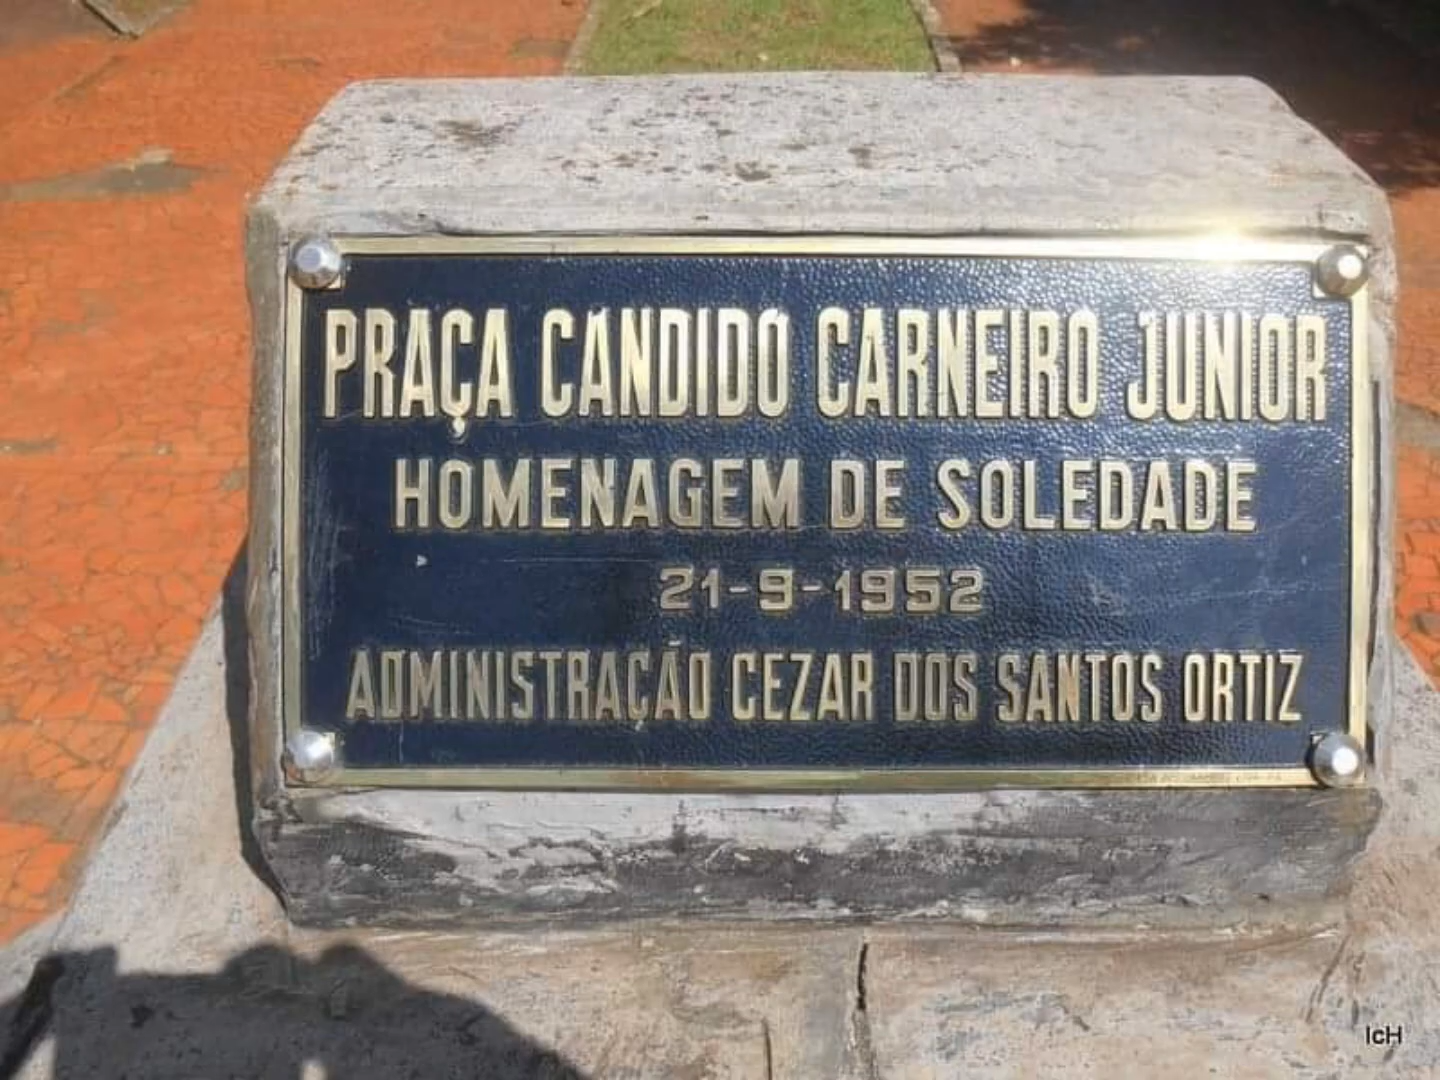 PRAÇA CANDIDO CARNEIRO JUNIOR
HOMENAGEM DE SOLEDADE
21-9-1952
ADMINISTRAÇÃO CEZAR DOS SANTOS ORTIZ
IcH